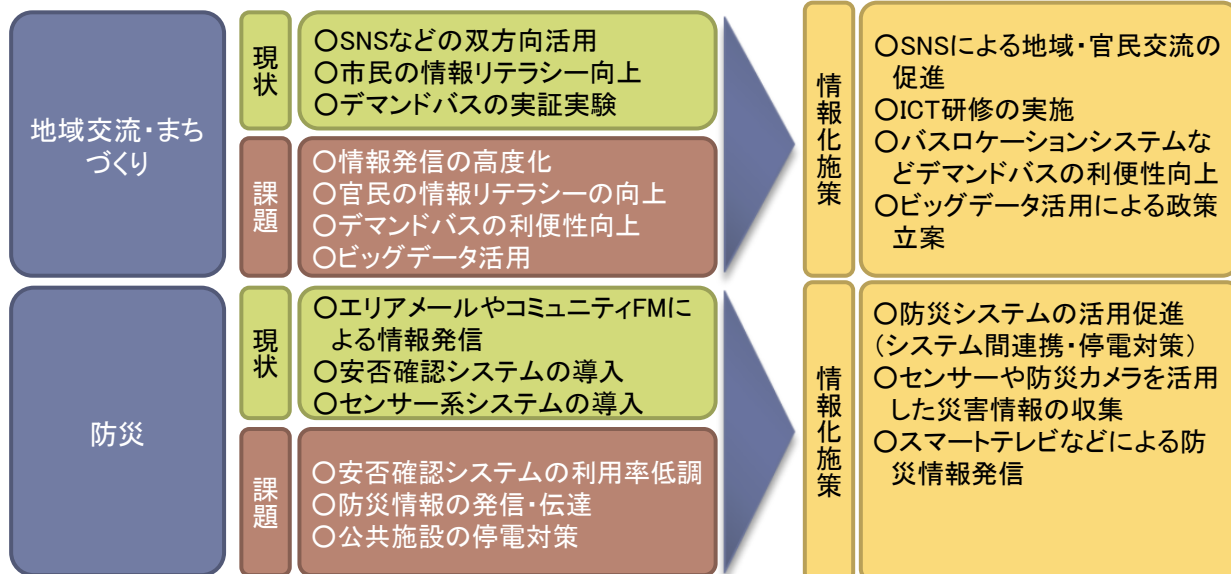 地域交流・まち
づくり
現状
○SNSなどの双方向活用
○市民の情報リテラシー向上
○デマンドバスの実証実験
課題
○情報発信の高度化
○官民の情報リテラシーの向上
○デマンドバスの利便性向上
○ビッグデータ活用
情報化施策
○SNSによる地域・官民交流の
促進
○ICT研修の実施
○バスロケーションシステムな
どデマンドバスの利便性向上
○ビッグデータ活用による政策
立案
防災
現状
○エリアメールやコミュニティFMに
よる情報発信
○安否確認システムの導入
○センサー系システムの導入
課題
○安否確認システムの利用率低調
○防災情報の発信・伝達
○公共施設の停電対策
情報化施策
○防災システムの活用促進
(システム間連携・停電対策)
○センサーや防災カメラを活用
した災害情報の収集
○スマートテレビなどによる防
災情報発信